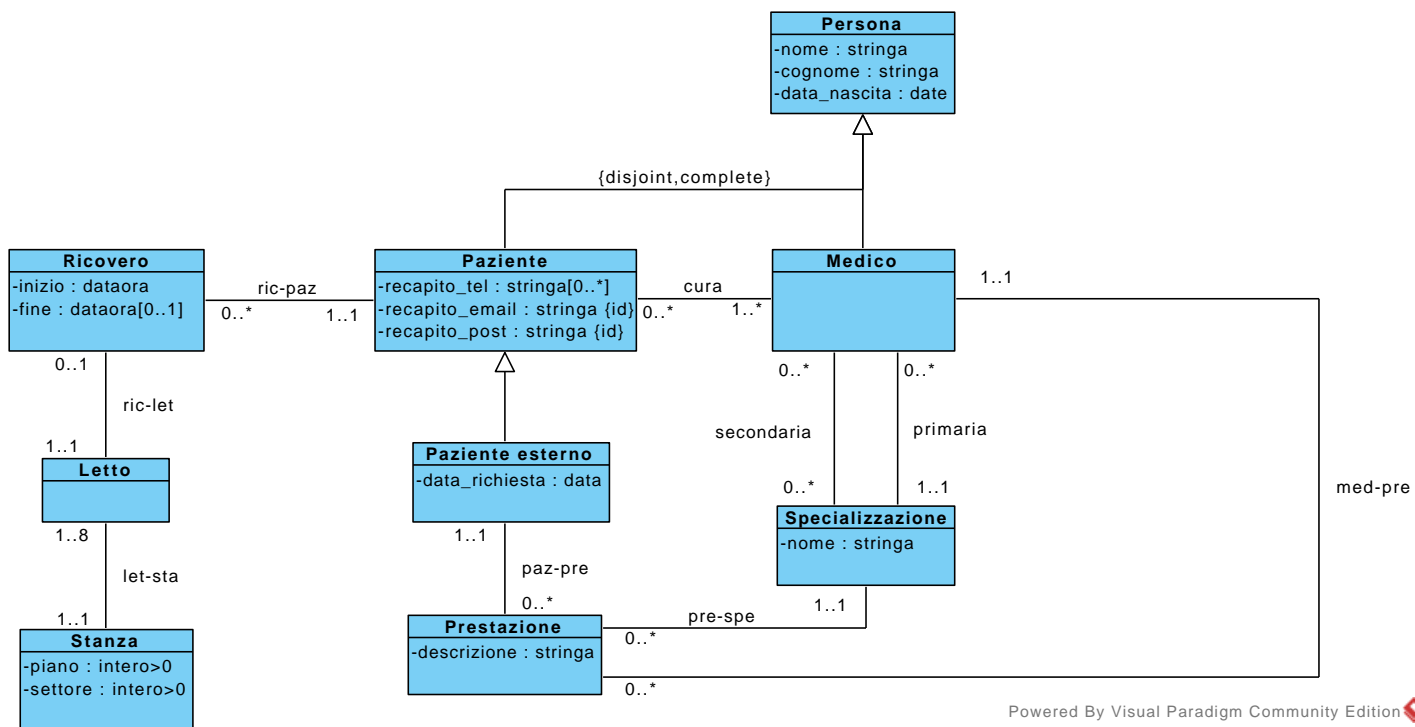 Persona
-nome : stringa
-cognome : stringa
-data_nascita : date
{disjoint,complete}
Ricovero
-inizio : dataora
-fine : dataora[0..1]
ric-paz
0..*
1..1
Paziente
-recapito_tel : stringa[0..*]
-recapito_email : stringa {id}
-recapito_post : stringa {id}
cura
0..*
1..*
Medico
1..1
0..1
ric-let
1..1
0..*
0..*
secondaria
primaria
0..*
1..1
med-pre
Letto
Paziente esterno
-data_richiesta : data
1..8
let-sta
1..1
1..1
paz-pre
0..*
Specializzazione
-nome : stringa
1..1
pre-spe
0..*
Stanza
-piano : intero>0
-settore : intero>0
Prestazione
-descrizione : stringa
0..*
Powered By Visual Paradigm Community Edition